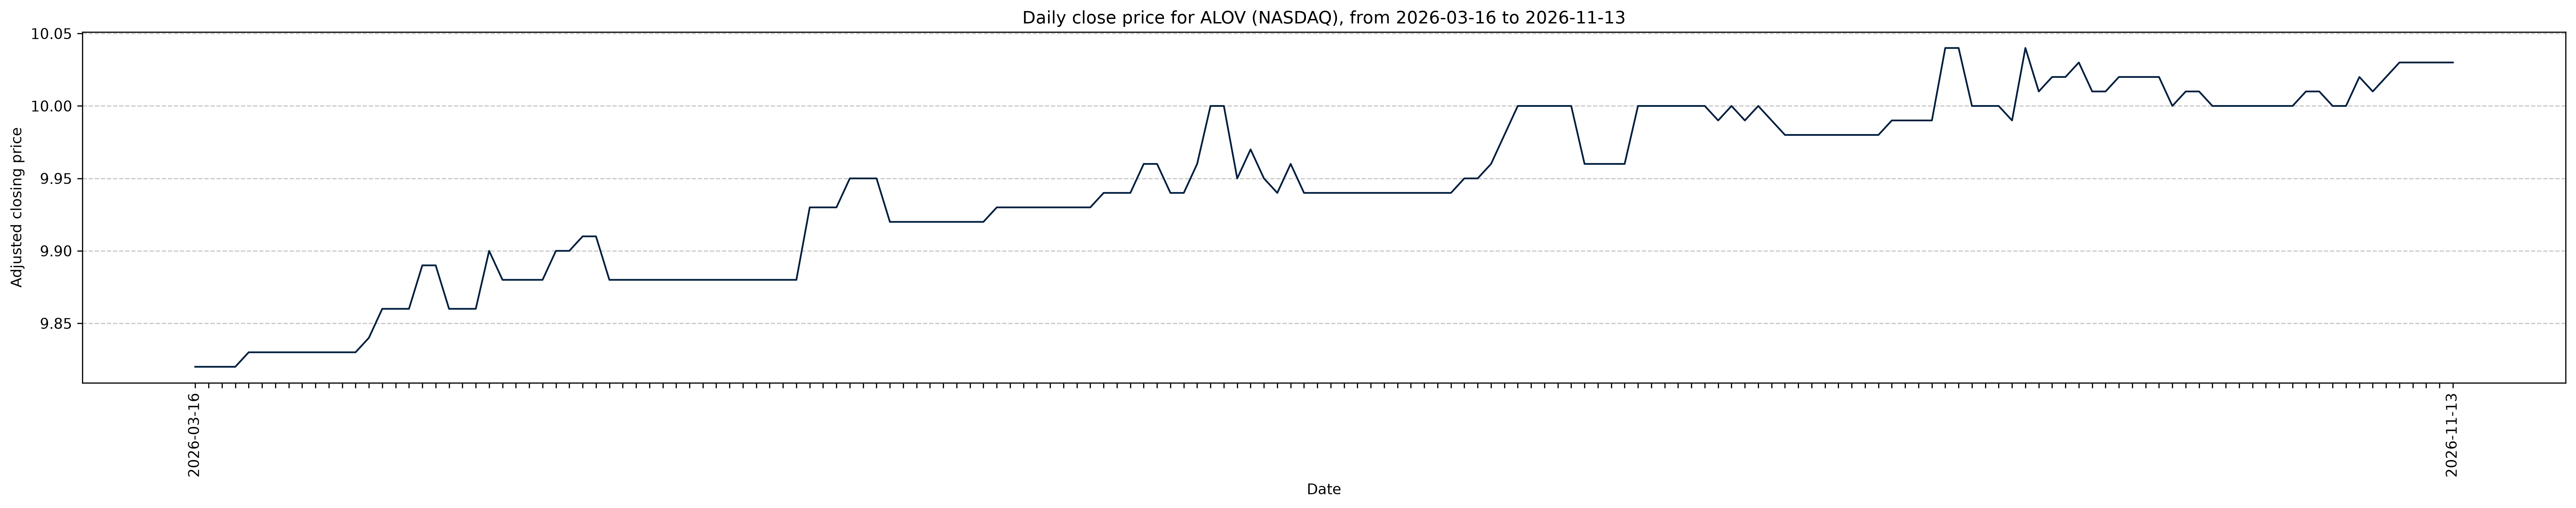 Daily close price for ALOV (NASDAQ), from 2026-03-16 to 2026-11-13
Adjusted closing price
10.05
10.00
9.95
9.90
9.85
2026-03-16
2026-11-13
Date